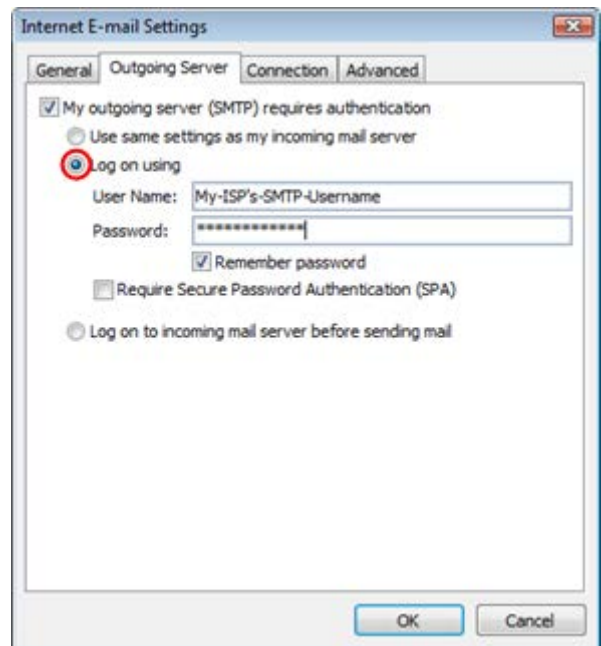 Internet E-mail Settings
General Outgoing Server Connection Advanced
My outgoing server (SMTP) requires authentication
Use same settings as my incoming mail server
Log on using
User Name: My-ISP's-SMTP-Username
Password: ************
Remember password
Require Secure Password Authentication (SPA)
Log on to incoming mail server before sending mail
OK Cancel